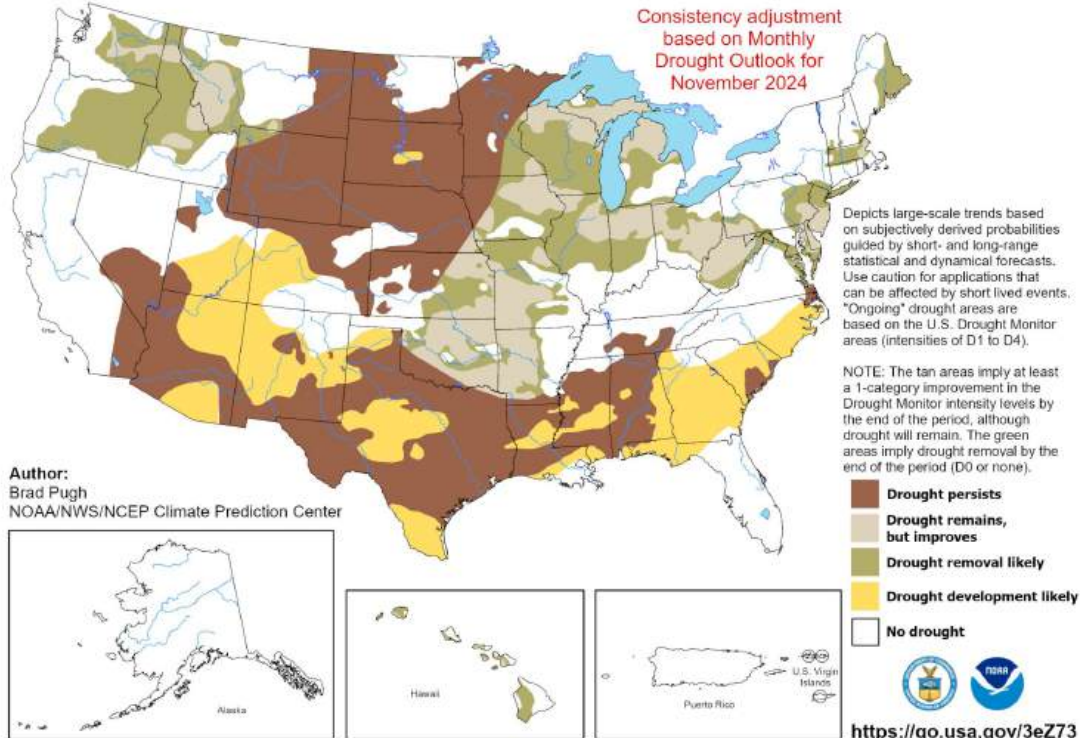 Consistency adjustment
based on Monthly
Drought Outlook for
November 2024
Depicts large-scale trends based
on subjectively derived probabilities
guided by short- and long-range
statistical and dynamical forecasts.
Use caution for applications that
can be affected by short lived events.
"Ongoing" drought areas are
based on the U.S. Drought Monitor
areas (intensities of D1 to D4).
NOTE: The tan areas imply at least
a 1-category improvement in the
Drought Monitor intensity levels by
the end of the period, although
drought will remain. The green
areas imply drought removal by the
end of the period (D0 or none).
Author:
Brad Pugh
NOAA/NWS/NCEP Climate Prediction Center
Drought persists
Drought remains,
but improves
Drought removal likely
Drought development likely
No drought
Alaska
Hawaii
Puerto Rico
U.S. Virgin
Islands
NOAA
https://go.usa.gov/3eZ73